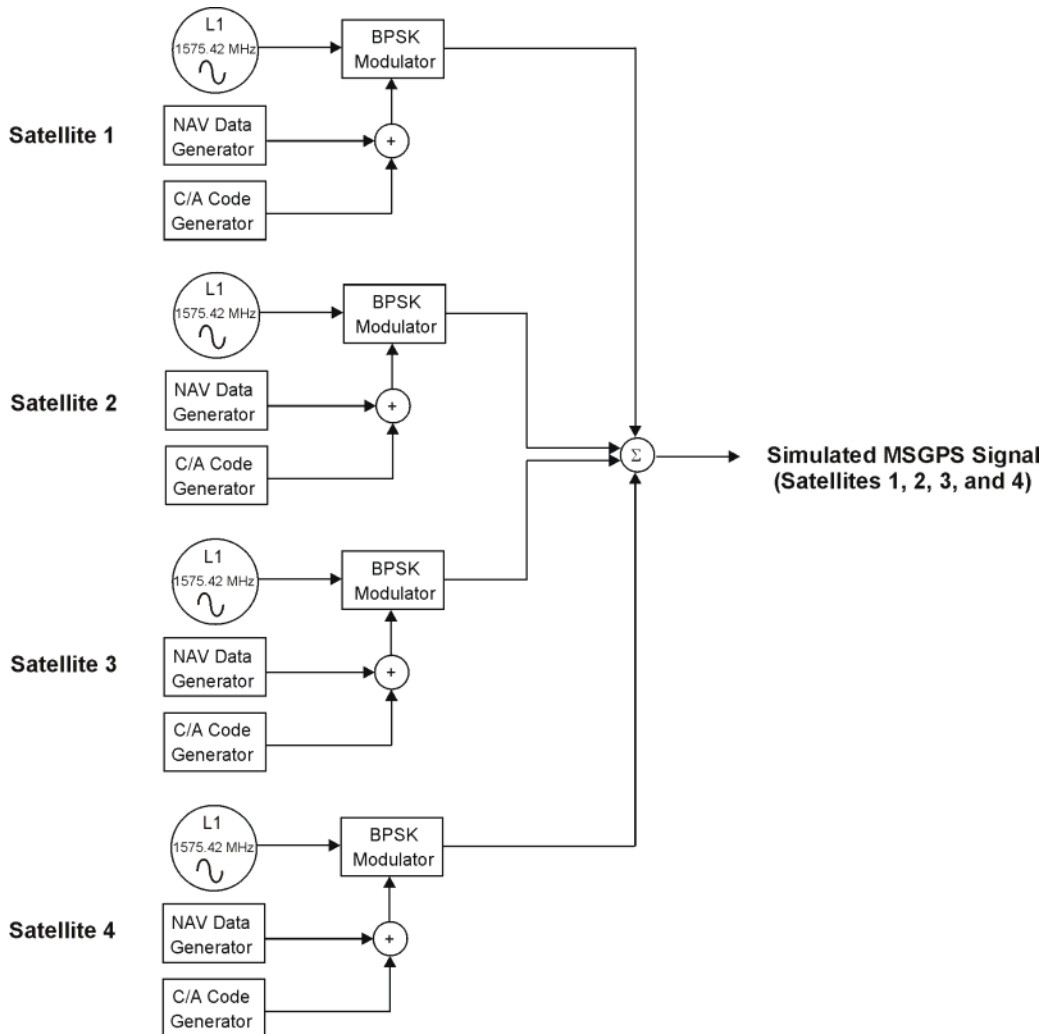 L1
1575.42 MHz
BPSK
Modulator
Satellite 1
NAV Data
Generator
+
C/A Code
Generator
L1
1575.42 MHz
BPSK
Modulator
Satellite 2
NAV Data
Generator
+
C/A Code
Generator
Σ
Simulated MSGPS Signal
(Satellites 1, 2, 3, and 4)
L1
1575.42 MHz
BPSK
Modulator
Satellite 3
NAV Data
Generator
+
C/A Code
Generator
L1
1575.42 MHz
BPSK
Modulator
Satellite 4
NAV Data
Generator
+
C/A Code
Generator